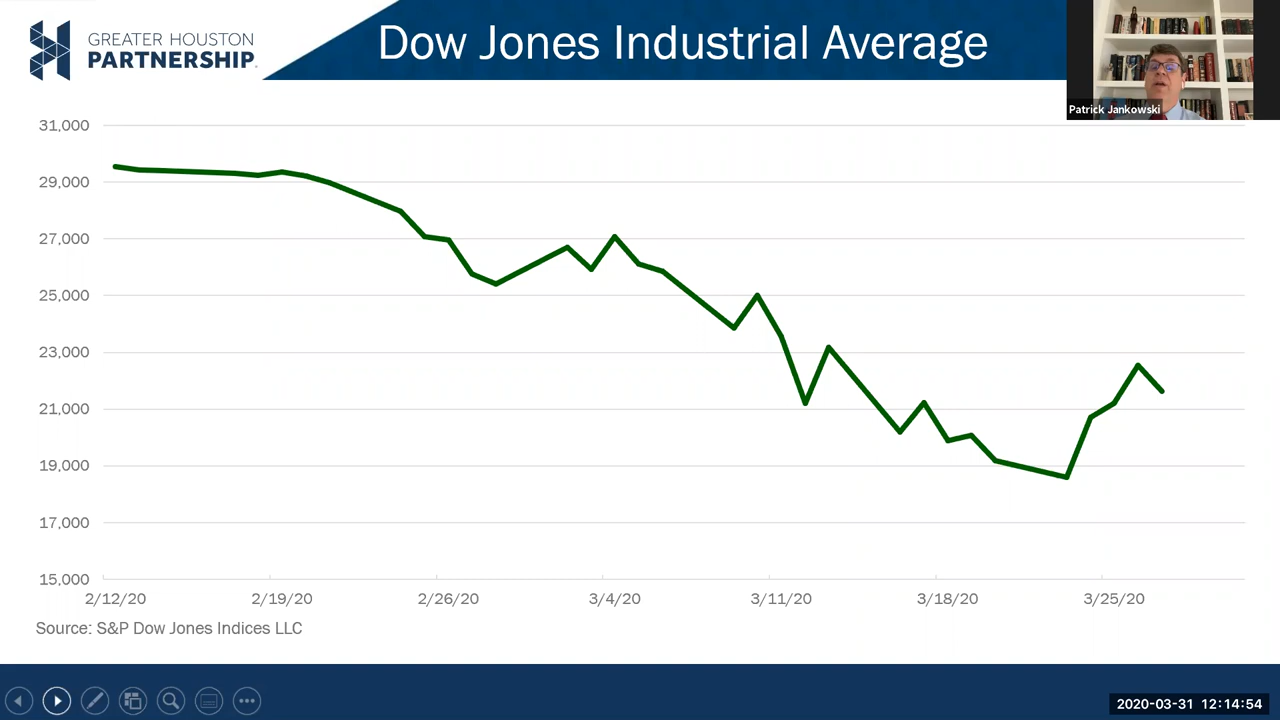 GREATER HOUSTON
PARTNERSHIP.
Dow Jones Industrial Average
Patrick Jankowski
31,000
29,000
27,000
25,000
23,000
21,000
19,000
17,000
15,000
2/12/20 2/19/20 2/26/20 3/4/20 3/11/20 3/18/20 3/25/20
Source: S&P Dow Jones Indices LLC
2020-03-31 12:14:54